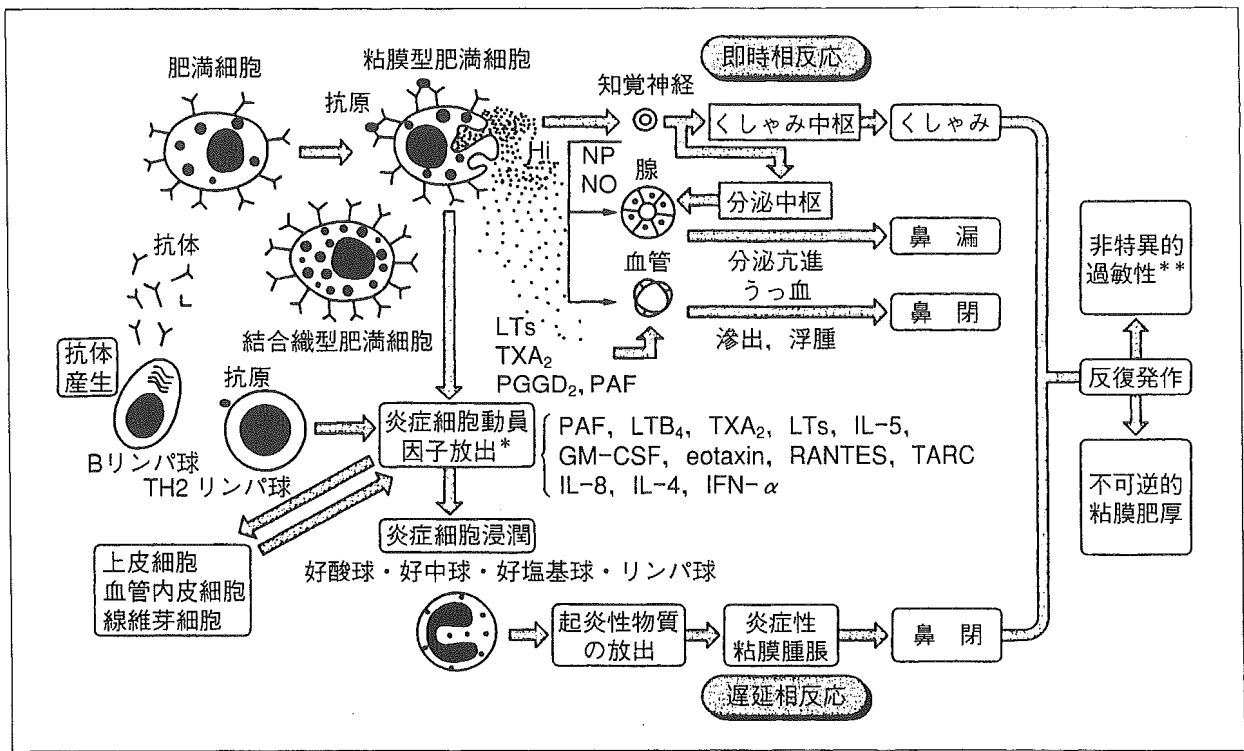 即時相反応
肥満細胞
粘膜型肥満細胞
抗原
知覚神経
くしゃみ中枢
くしゃみ
Hi
NP
NO
腺
分泌中枢
鼻 漏
分泌亢進
うっ血
血管
鼻 閉
滲出，浮腫
非特異的
過敏性**
反復発作
不可逆的
粘膜肥厚
抗体
結合織型肥満細胞
LTs
TXA₂
PGGD₂, PAF
抗体
産生
抗原
Bリンパ球
TH2 リンパ球
炎症細胞動員
因子放出*
PAF，LTB₄，TXA₂，LTs，IL-5，
GM-CSF，eotaxin，RANTES，TARC
IL-8，IL-4，IFN-α
炎症細胞浸潤
上皮細胞
血管内皮細胞
線維芽細胞
好酸球・好中球・好塩基球・リンパ球
起炎性物質
の放出
炎症性
粘膜腫脹
鼻 閉
遅延相反応